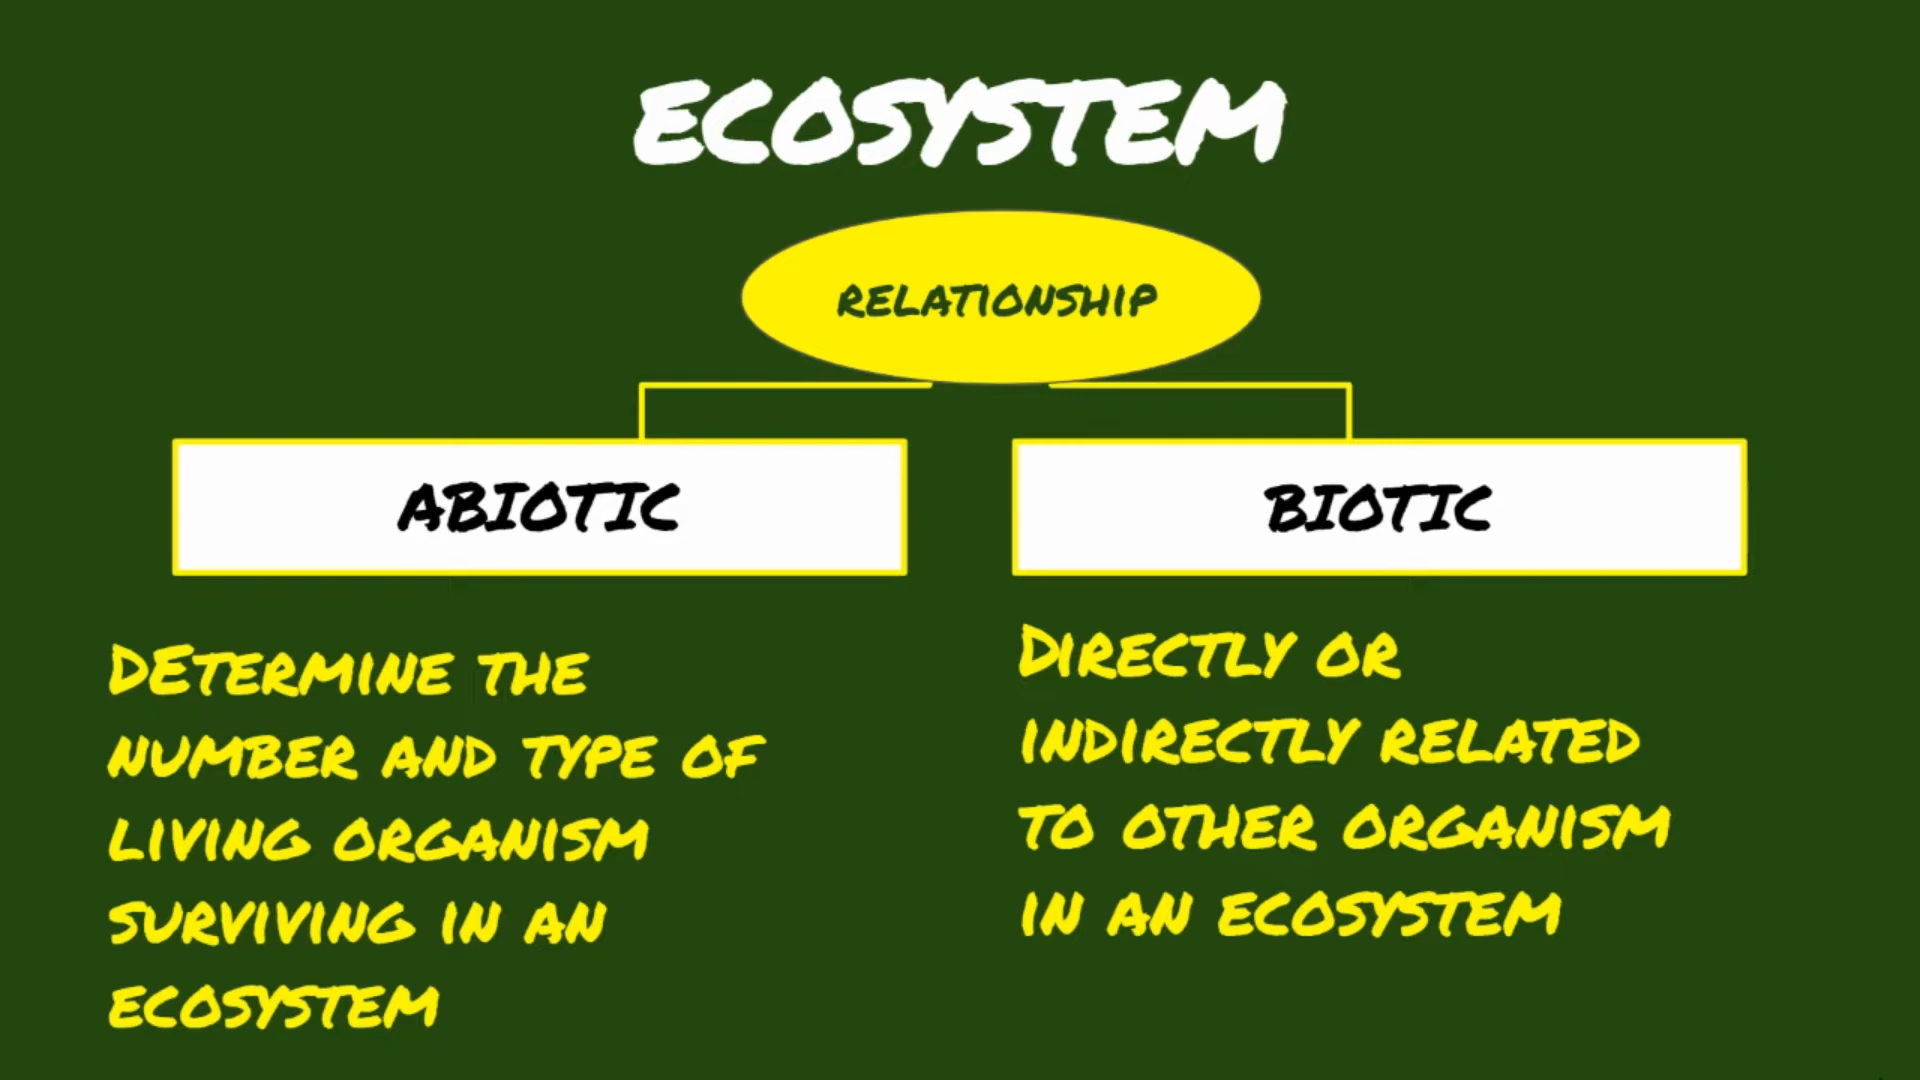 ECOSYSTEM
RELATIONSHIP
ABIOTIC
BIOTIC
DETERMINE THE
NUMBER AND TYPE OF
LIVING ORGANISM
SURVIVING IN AN
ECOSYSTEM
DIRECTLY OR
INDIRECTLY RELATED
TO OTHER ORGANISM
IN AN ECOSYSTEM